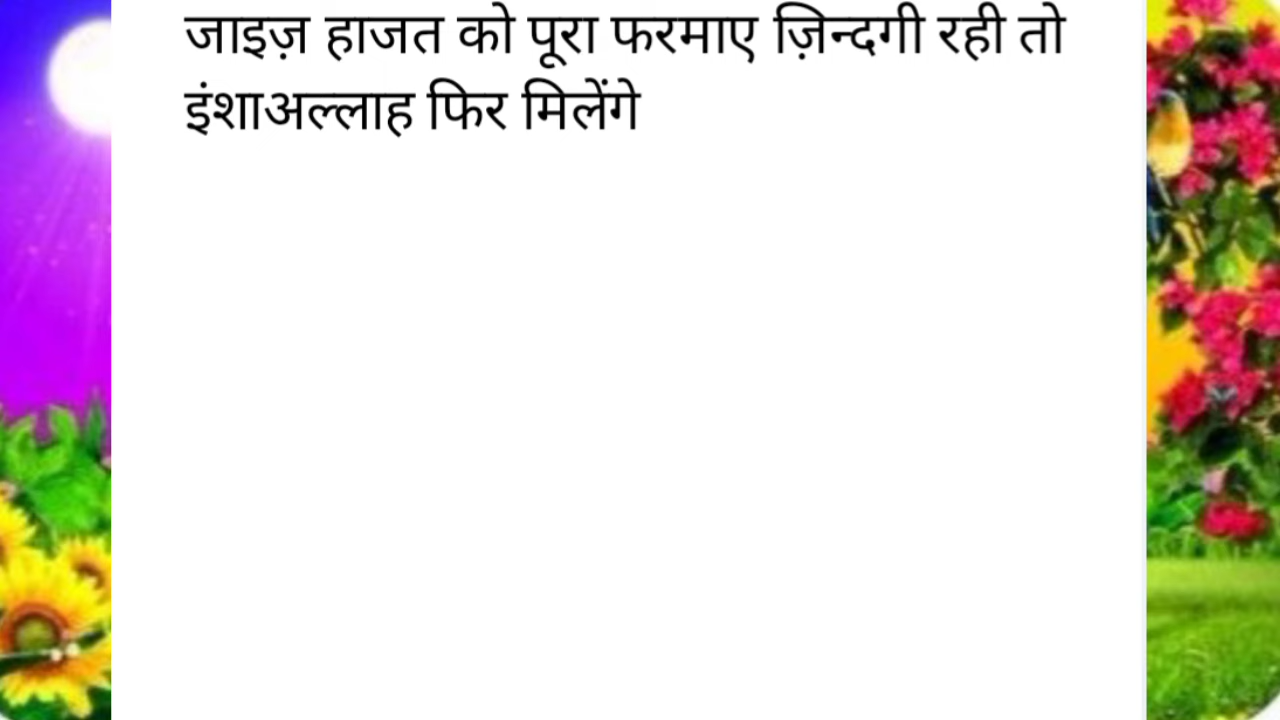 जाइज़ हाजत को पूरा फरमाए ज़िन्दगी रही तो
इंशाअल्लाह फिर मिलेंगे